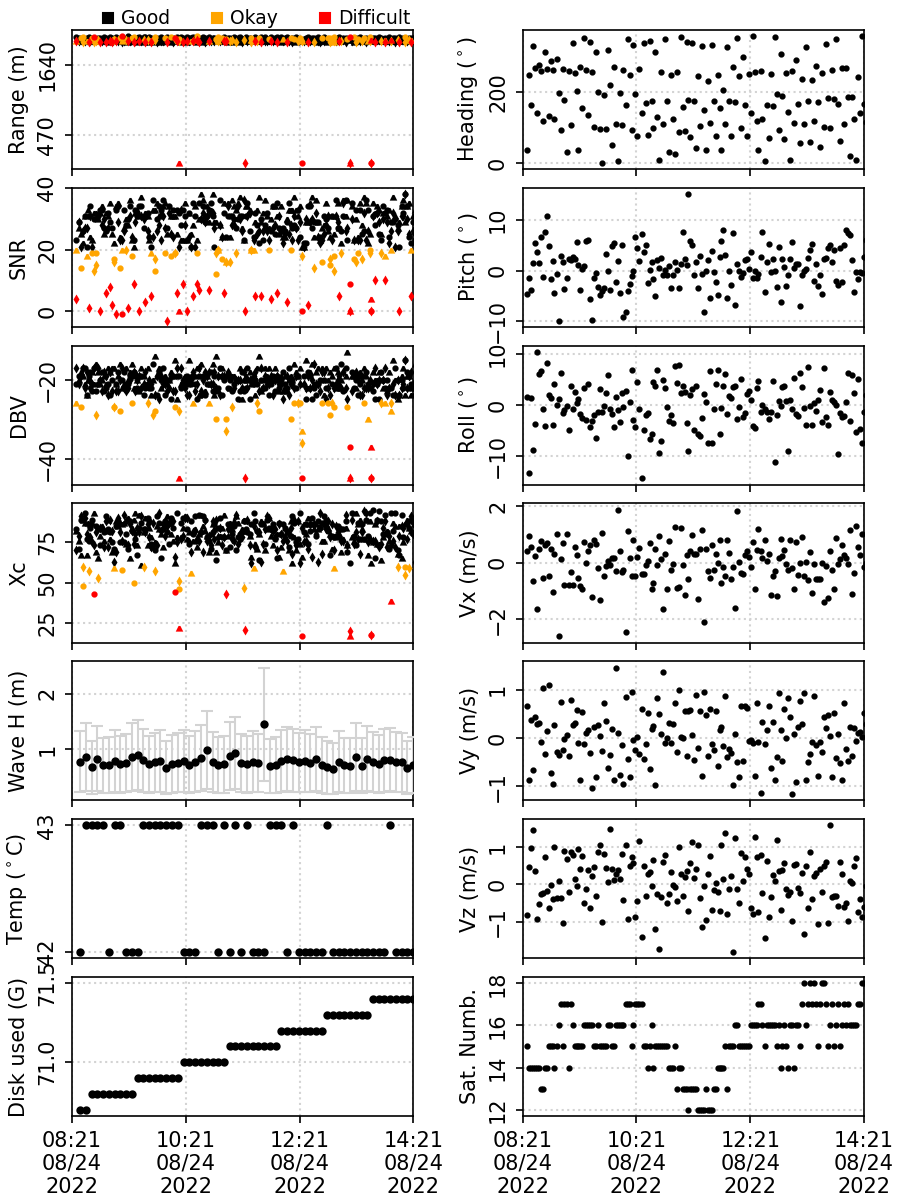 Good Okay Difficult
Range (m)
1640
470
Heading (°)
200
0
SNR
40
20
0
Pitch (°)
10
0
−10
DBV
−20
−40
Roll (°)
10
0
−10
Xc
75
50
25
Vx (m/s)
2
0
−2
Wave H (m)
2
1
Vy (m/s)
1
0
−1
Temp (°C)
43
42
Vz (m/s)
1
0
−1
Disk used (G)
71.5
71.0
Sat. Numb.
18
16
14
12
08:21 10:21 12:21 14:21
08/24 08/24 08/24 08/24
2022 2022 2022 2022
08:21 10:21 12:21 14:21
08/24 08/24 08/24 08/24
2022 2022 2022 2022